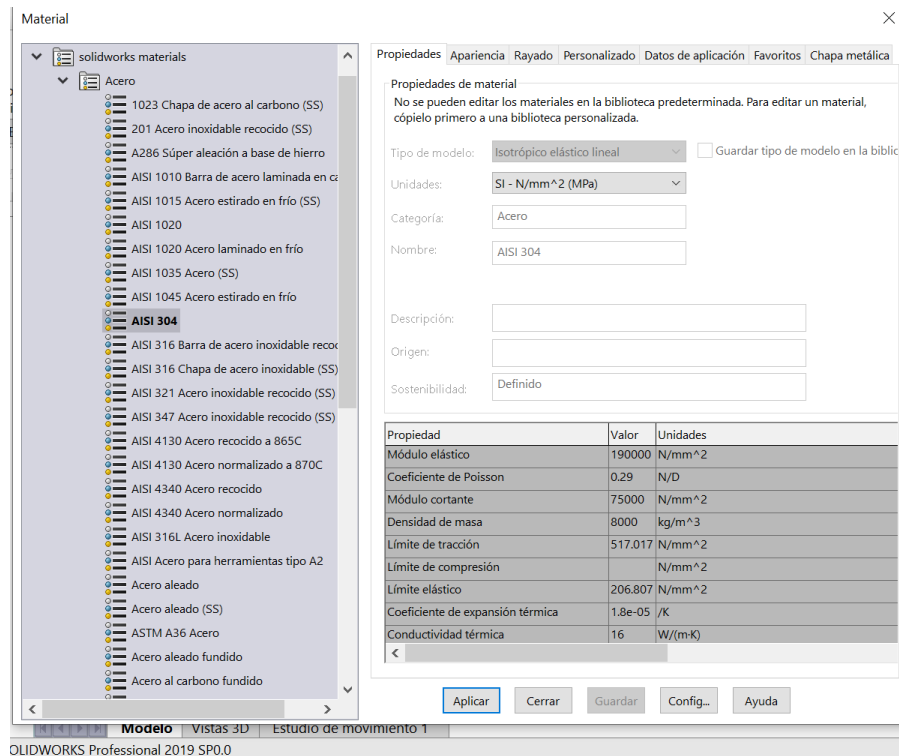 Material
solidworks materials
Acero
1023 Chapa de acero al carbono (SS)
201 Acero inoxidable recocido (SS)
A286 Súper aleación a base de hierro
AISI 1010 Barra de acero laminada en ca
AISI 1015 Acero estirado en frío (SS)
AISI 1020
AISI 1020 Acero laminado en frío
AISI 1035 Acero (SS)
AISI 1045 Acero estirado en frío
AISI 304
AISI 316 Barra de acero inoxidable reco
AISI 316 Chapa de acero inoxidable (SS)
AISI 321 Acero inoxidable recocido (SS)
AISI 347 Acero inoxidable recocido (SS)
AISI 4130 Acero recocido a 865C
AISI 4130 Acero normalizado a 870C
AISI 4340 Acero recocido
AISI 4340 Acero normalizado
AISI 316L Acero inoxidable
AISI Acero para herramientas tipo A2
Acero aleado
Acero aleado (SS)
ASTM A36 Acero
Acero aleado fundido
Acero al carbono fundido
Propiedades Apariencia Rayado Personalizado Datos de aplicación Favoritos Chapa metálica
Propiedades de material
No se pueden editar los materiales en la biblioteca predeterminada. Para editar un material,
cópielo primero a una biblioteca personalizada.
Tipo de modelo: Isotrópico elástico lineal Guardar tipo de modelo en la biblic
Unidades: SI - N/mm^2 (MPa)
Categoría: Acero
Nombre: AISI 304
Descripción:
Origen:
Sostenibilidad: Definido
Propiedad Valor Unidades
Módulo elástico 190000 N/mm^2
Coeficiente de Poisson 0.29 N/D
Módulo cortante 75000 N/mm^2
Densidad de masa 8000 kg/m^3
Límite de tracción 517.017 N/mm^2
Límite de compresión N/mm^2
Límite elástico 206.807 N/mm^2
Coeficiente de expansión térmica 1.8e-05 /K
Conductividad térmica 16 W/(m·K)
Aplicar Cerrar Guardar Config... Ayuda
Modelo Vistas 3D Estudio de movimiento 1
OLIDWORKS Professional 2019 SP0.0